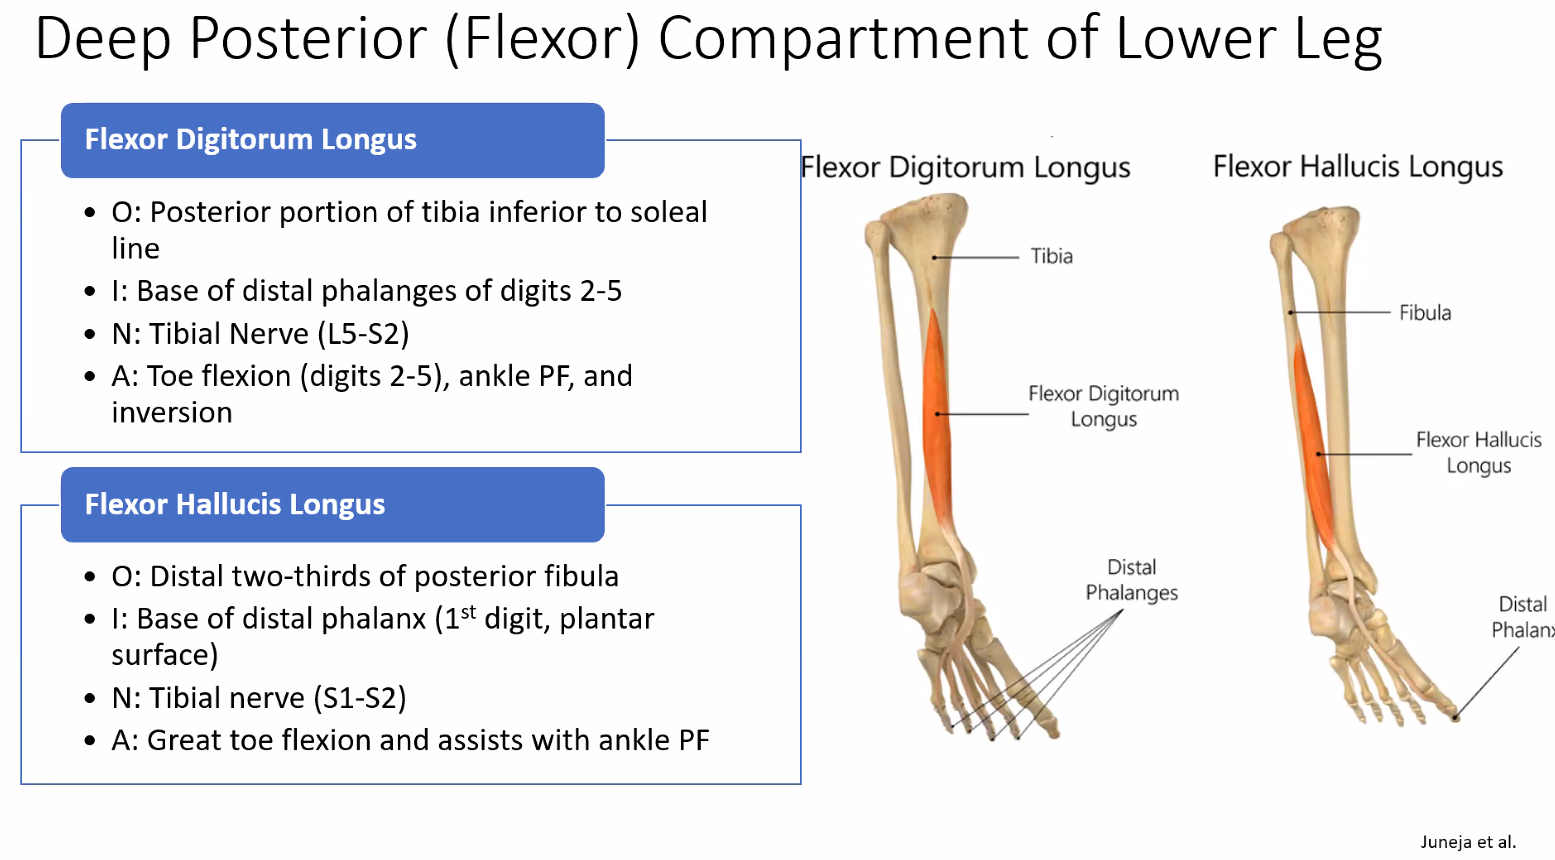 Deep Posterior (Flexor) Compartment of Lower Leg
Flexor Digitorum Longus
• O: Posterior portion of tibia inferior to soleal
line
• I: Base of distal phalanges of digits 2-5
• N: Tibial Nerve (L5-S2)
• A: Toe flexion (digits 2-5), ankle PF, and
inversion
Flexor Hallucis Longus
• O: Distal two-thirds of posterior fibula
• I: Base of distal phalanx (1st digit, plantar
surface)
• N: Tibial nerve (S1-S2)
• A: Great toe flexion and assists with ankle PF
Flexor Digitorum Longus
Tibia
Flexor Digitorum
Longus
Distal
Phalanges
Flexor Hallucis Longus
Fibula
Flexor Hallucis
Longus
Distal
Phalanx
Juneja et al.